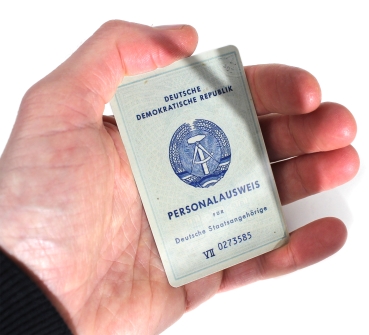 DEUTSCHE
DEMOKRATISCHE REPUBLIK
PERSONALAUSWEIS
FÜR
Deutsche Staatsangehörige
VII 0273585